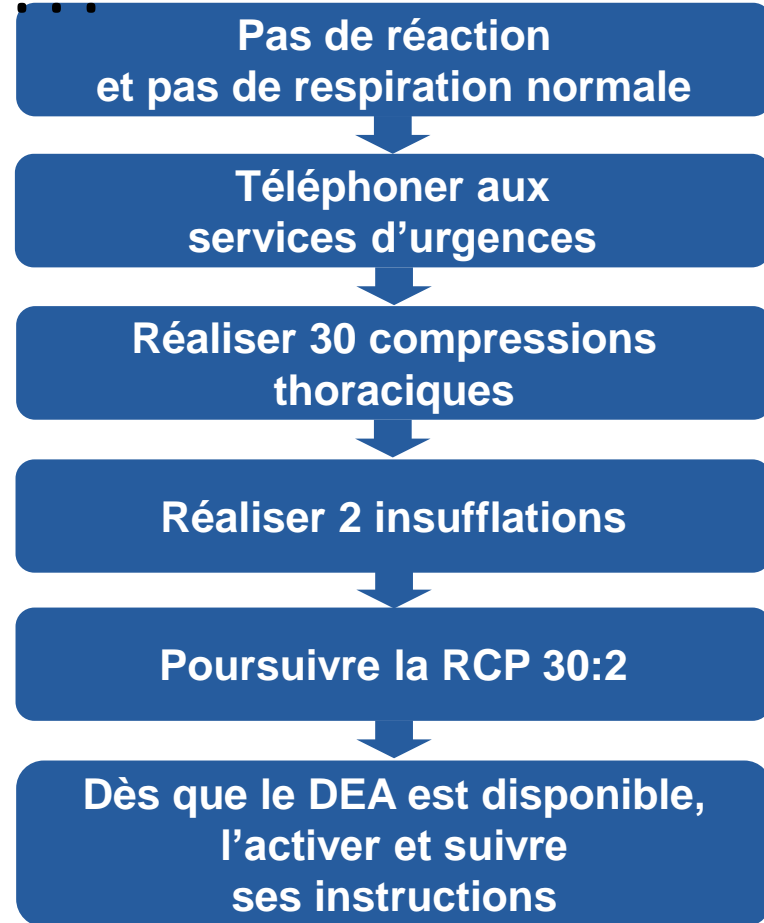 Pas de réaction
et pas de respiration normale
Téléphoner aux
services d’urgences
Réaliser 30 compressions
thoraciques
Réaliser 2 insufflations
Poursuivre la RCP 30:2
Dès que le DEA est disponible,
l’activer et suivre
ses instructions